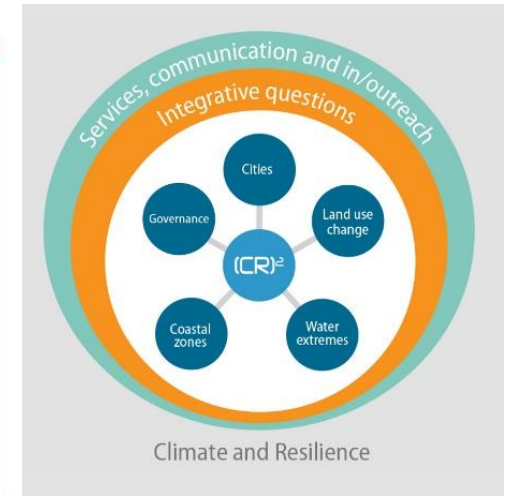 Services, communication and in/outreach
Integrative questions
Cities
Governance
Land use
change
(CR)²
Coastal
zones
Water
extremes
Climate and Resilience